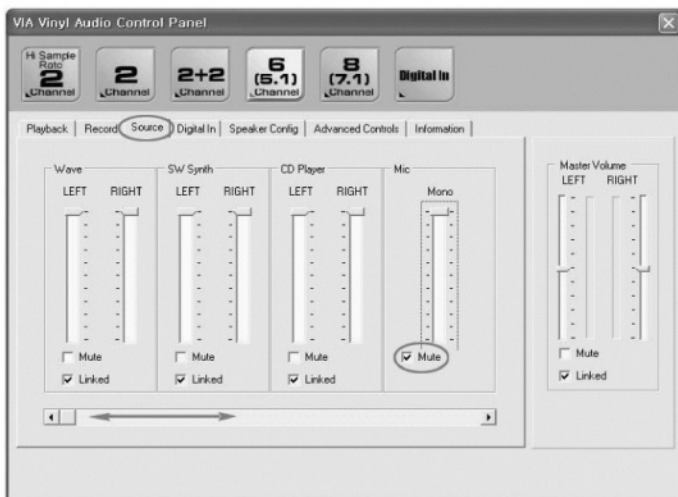 VIA Vinyl Audio Control Panel
Hi Sample
Rate
2
Channel
2
Channel
2+2
Channel
6
(5.1)
Channel
8
(7.1)
Channel
Digital In
Playback Record Source Digital In Speaker Config Advanced Controls Information
Wave
LEFT RIGHT
Mute
Linked
SW Synth
LEFT RIGHT
Mute
Linked
CD Player
LEFT RIGHT
Mute
Linked
Mic
Mono
Mute
Master Volume
LEFT RIGHT
Mute
Linked